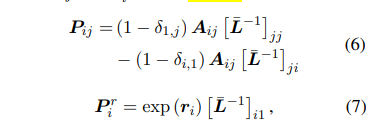 P_{ij} = (1 − δ_{1,j}) A_{ij} [L̄^{−1}]_{jj}
− (1 − δ_{i,1}) A_{ij} [L̄^{−1}]_{ji}
(6)
P_i^r = exp (r_i) [L̄^{−1}]_{i1} , (7)